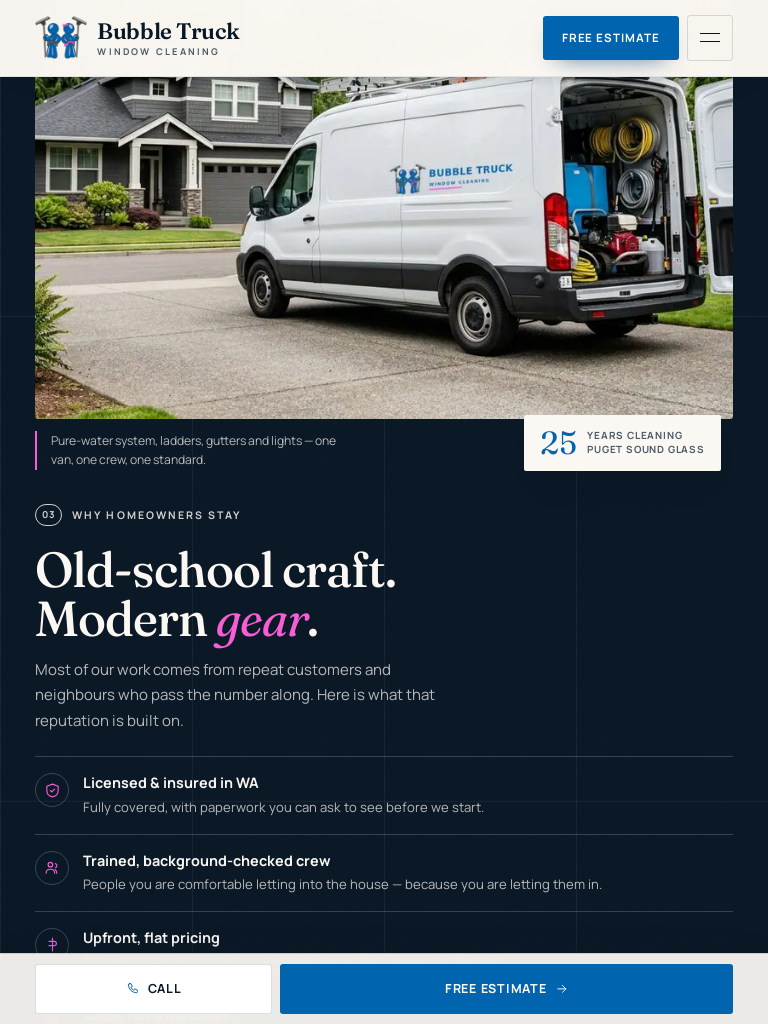 Bubble Truck
WINDOW CLEANING
FREE ESTIMATE
BUBBLE TRUCK
WINDOW CLEANING
Pure-water system, ladders, gutters and lights — one
van, one crew, one standard.
25
YEARS CLEANING
PUGET SOUND GLASS
03
WHY HOMEOWNERS STAY
Old-school craft.
Modern gear.
Most of our work comes from repeat customers and
neighbours who pass the number along. Here is what that
reputation is built on.
Licensed & insured in WA
Fully covered, with paperwork you can ask to see before we start.
Trained, background-checked crew
People you are comfortable letting into the house — because you are letting them in.
Upfront, flat pricing
CALL
FREE ESTIMATE